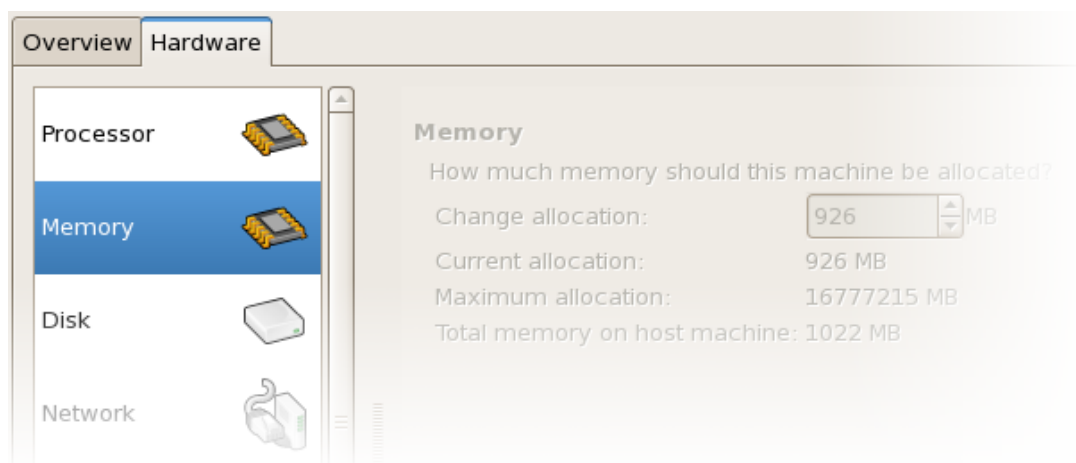 Overview Hardware
Processor
Memory
Disk
Network
Memory
How much memory should this machine be allocated?
Change allocation: 926 MB
Current allocation: 926 MB
Maximum allocation: 16777215 MB
Total memory on host machine: 1022 MB